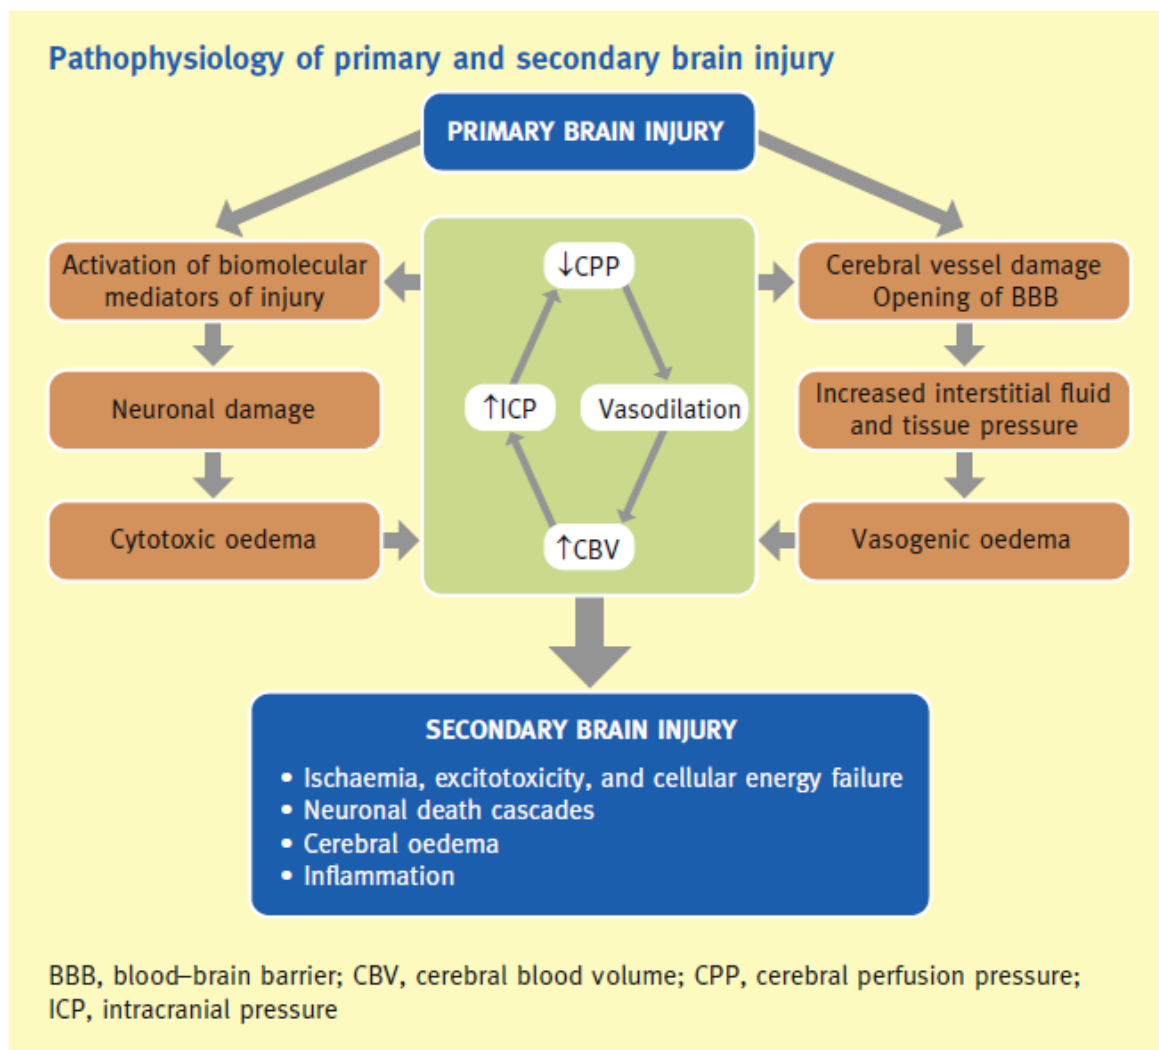 Pathophysiology of primary and secondary brain injury
PRIMARY BRAIN INJURY
Activation of biomolecular
mediators of injury
Neuronal damage
Cytotoxic oedema
↓CPP
↑ICP
Vasodilation
↑CBV
Cerebral vessel damage
Opening of BBB
Increased interstitial fluid
and tissue pressure
Vasogenic oedema
SECONDARY BRAIN INJURY
• Ischaemia, excitotoxicity, and cellular energy failure
• Neuronal death cascades
• Cerebral oedema
• Inflammation
BBB, blood–brain barrier; CBV, cerebral blood volume; CPP, cerebral perfusion pressure;
ICP, intracranial pressure